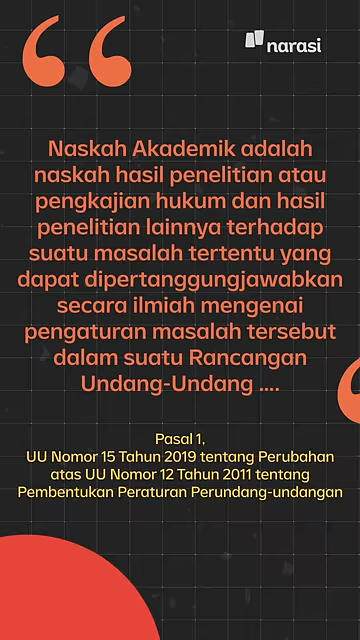 narasi
Naskah Akademik adalah
naskah hasil penelitian atau
pengkajian hukum dan hasil
penelitian lainnya terhadap
suatu masalah tertentu yang
dapat dipertanggungjawabkan
secara ilmiah mengenai
pengaturan masalah tersebut
dalam suatu Rancangan
Undang-Undang ....
Pasal 1,
UU Nomor 15 Tahun 2019 tentang Perubahan
atas UU Nomor 12 Tahun 2011 tentang
Pembentukan Peraturan Perundang-undangan